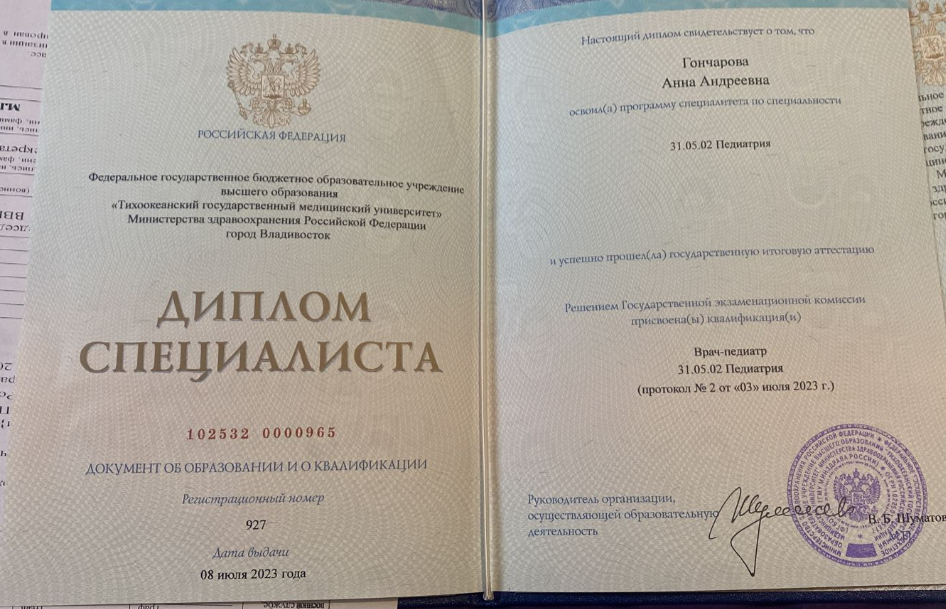 РОССИЙСКАЯ ФЕДЕРАЦИЯ
Федеральное государственное бюджетное образовательное учреждение
высшего образования
«Тихоокеанский государственный медицинский университет»
Министерства здравоохранения Российской Федерации
город Владивосток
ДИПЛОМ
СПЕЦИАЛИСТА
102532 0000965
ДОКУМЕНТ ОБ ОБРАЗОВАНИИ И О КВАЛИФИКАЦИИ
Регистрационный номер
927
Дата выдачи
08 июля 2023 года
Настоящий диплом свидетельствует о том, что
Гончарова
Анна Андреевна
освоил(а) программу специалитета по специальности
31.05.02 Педиатрия
и успешно прошел(ла) государственную итоговую аттестацию
Решением Государственной экзаменационной комиссии
присвоена(ы) квалификация(и)
Врач-педиатр
31.05.02 Педиатрия
(протокол № 2 от «03» июля 2023 г.)
Руководитель организации,
осуществляющей образовательную
деятельность
В. Б. Шуматов